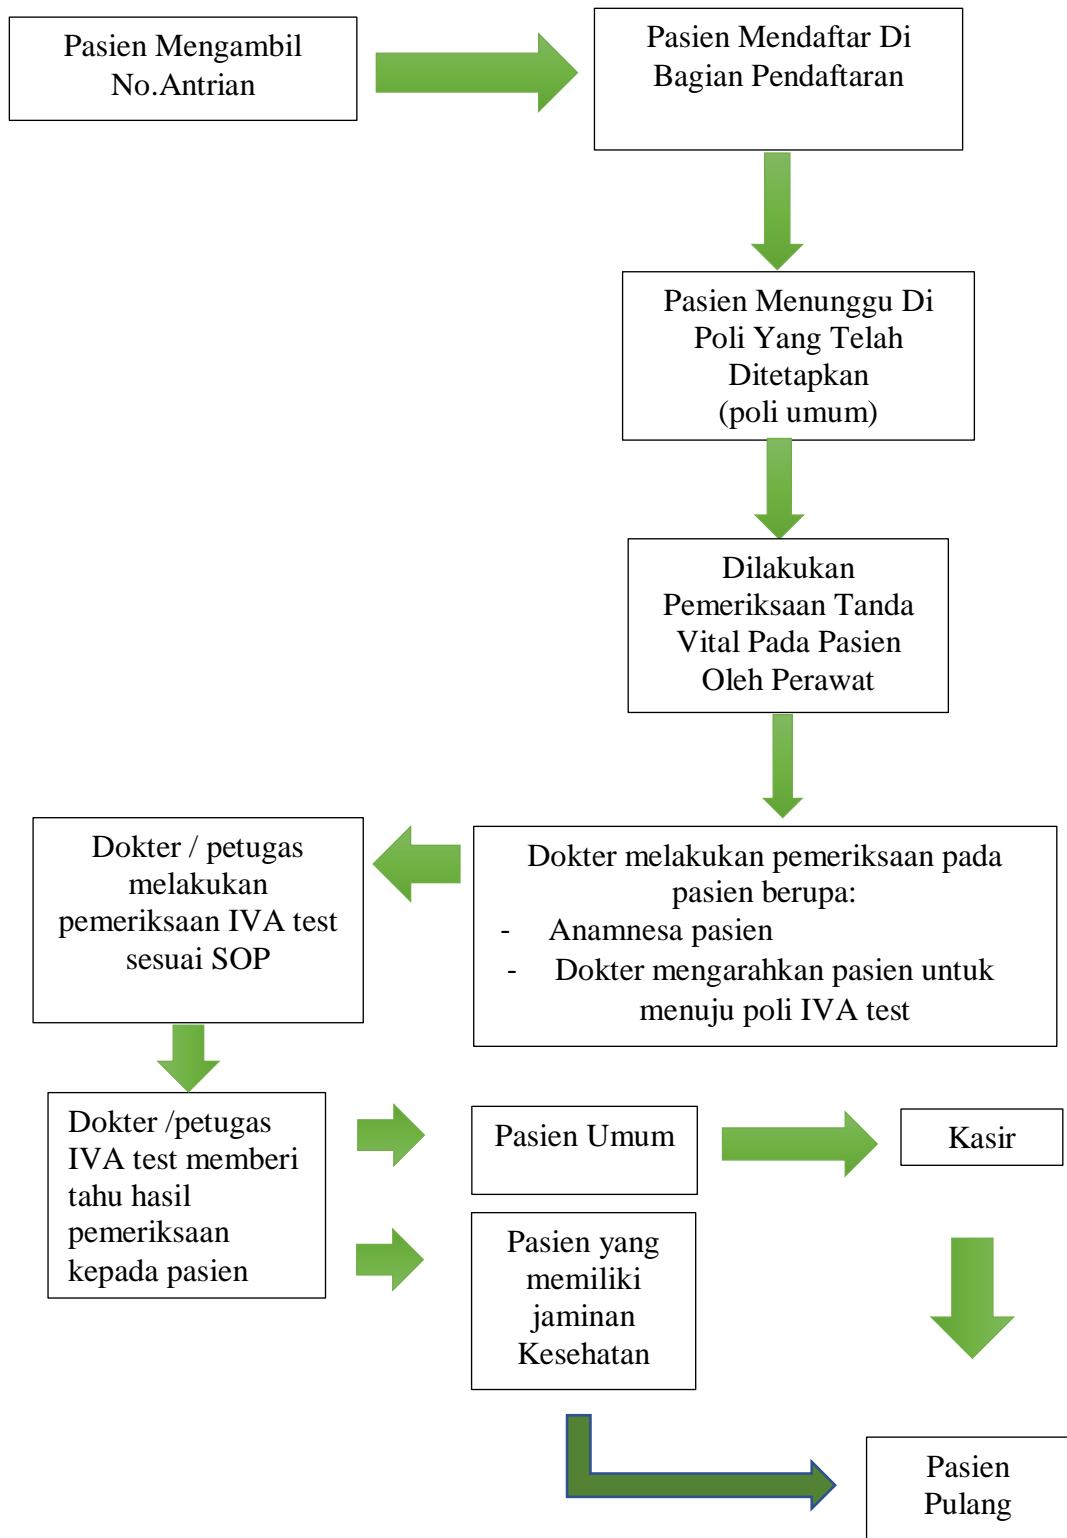 Pasien Mengambil
No.Antrian
Pasien Mendaftar Di
Bagian Pendaftaran
Pasien Menunggu Di
Poli Yang Telah
Ditetapkan
(poli umum)
Dilakukan
Pemeriksaan Tanda
Vital Pada Pasien
Oleh Perawat
Dokter melakukan pemeriksaan pada
pasien berupa:
- Anamnesa pasien
- Dokter mengarahkan pasien untuk
menuju poli IVA test
Dokter / petugas
melakukan
pemeriksaan IVA test
sesuai SOP
Dokter /petugas
IVA test memberi
tahu hasil
pemeriksaan
kepada pasien
Pasien Umum
Kasir
Pasien yang
memiliki
jaminan
Kesehatan
Pasien
Pulang